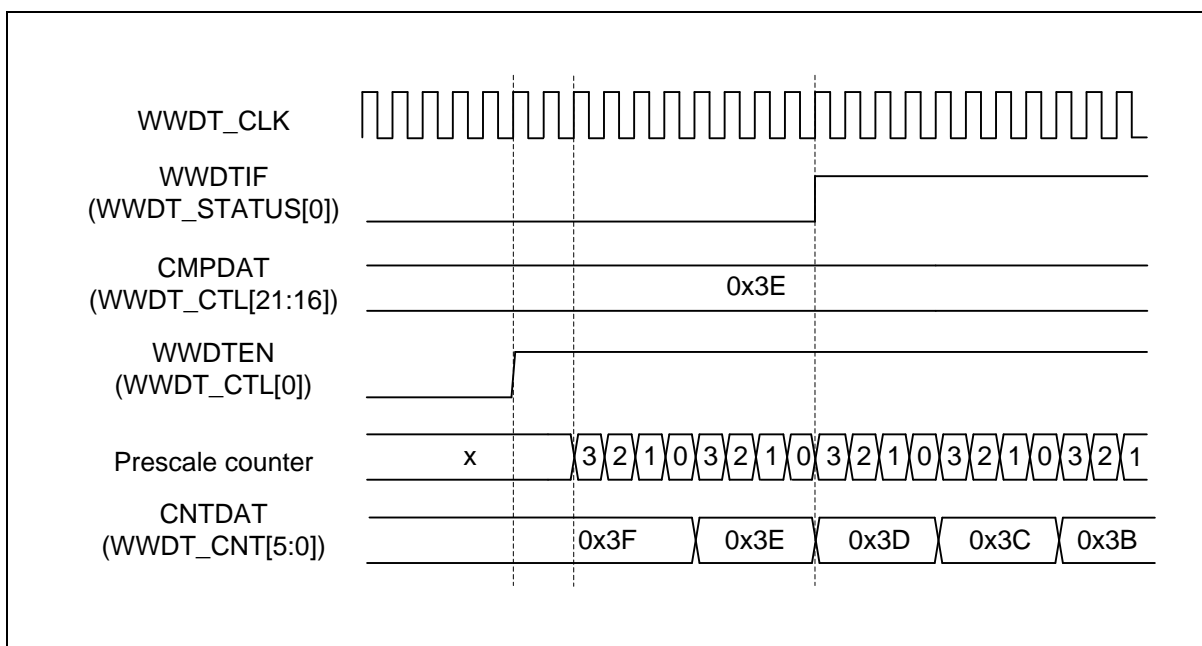 WWDT_CLK
WWDTIF
(WWDT_STATUS[0])
CMPDAT
(WWDT_CTL[21:16])
0x3E
WWDTEN
(WWDT_CTL[0])
Prescale counter
x 3 2 1 0 3 2 1 0 3 2 1 0 3 2 1 0 3 2 1
CNTDAT
(WWDT_CNT[5:0])
0x3F 0x3E 0x3D 0x3C 0x3B